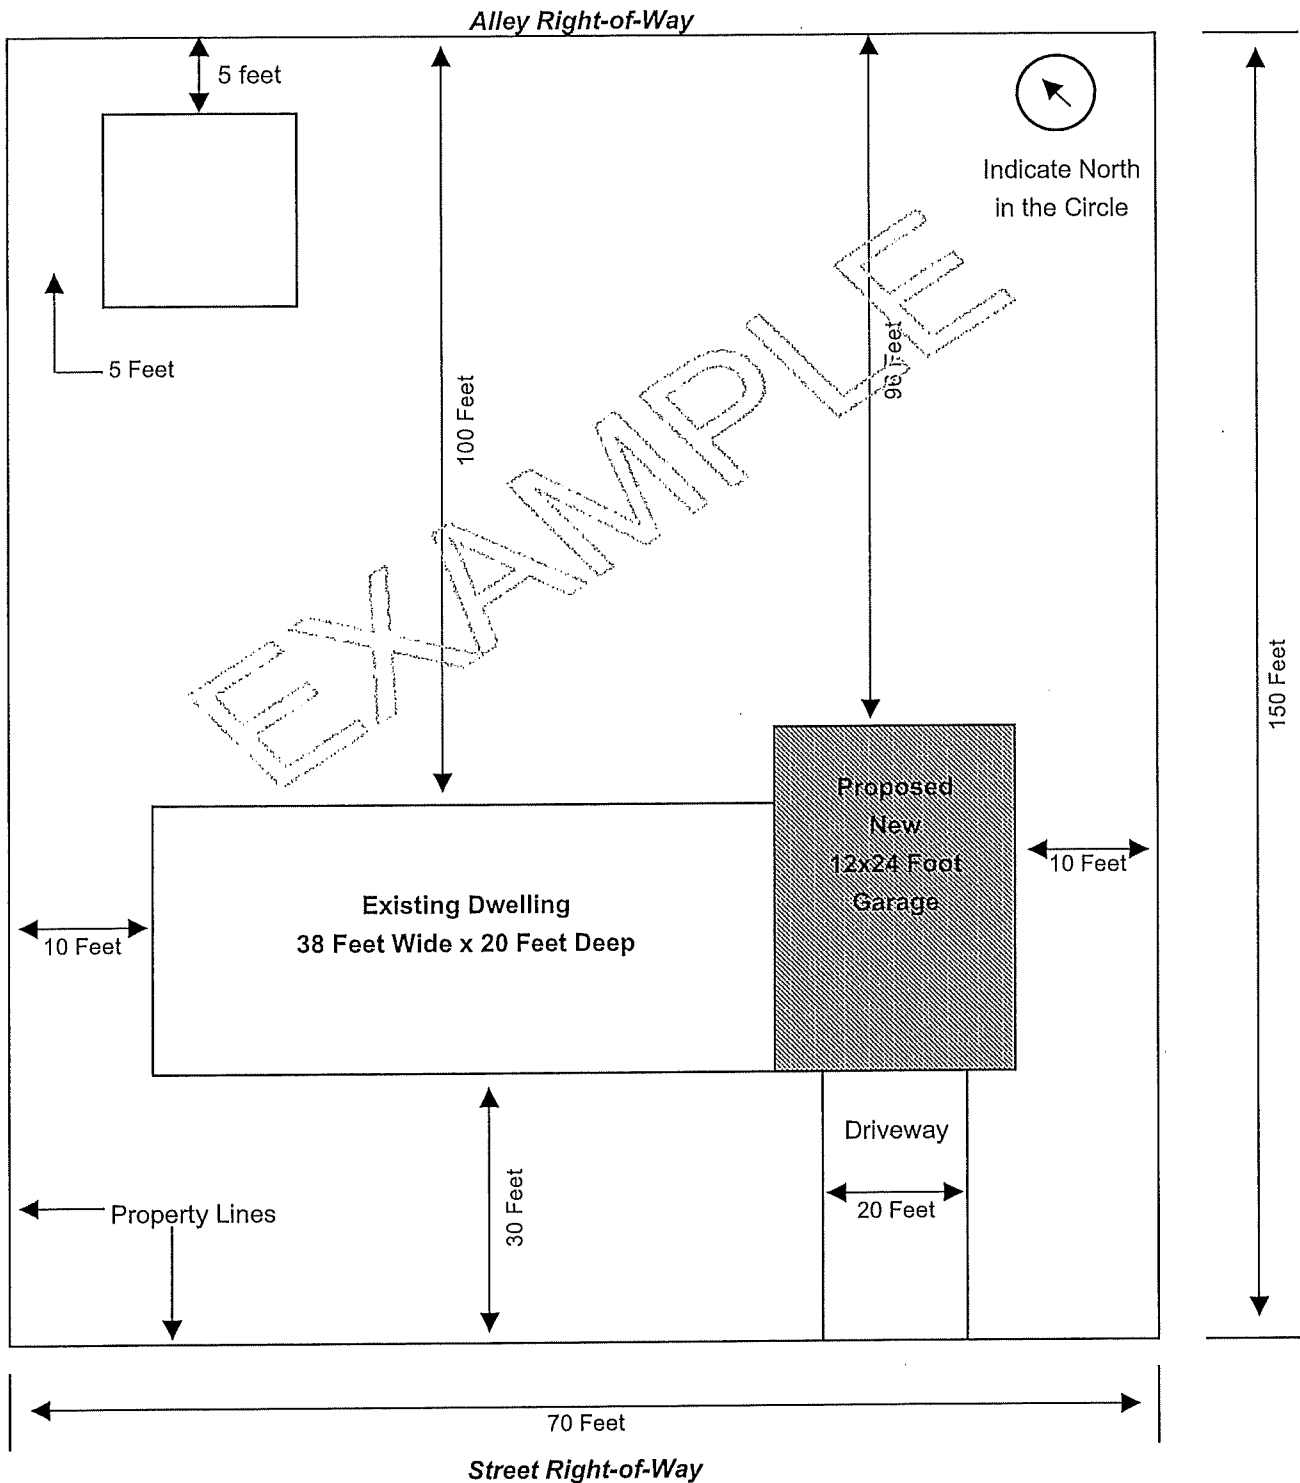 Alley Right-of-Way
5 feet
Indicate North
in the Circle
5 Feet
100 Feet
96 Feet
EXAMPLE
150 Feet
Proposed
New
12x24 Foot
Garage
10 Feet
Existing Dwelling
38 Feet Wide x 20 Feet Deep
10 Feet
Driveway
30 Feet
20 Feet
Property Lines
70 Feet
Street Right-of-Way